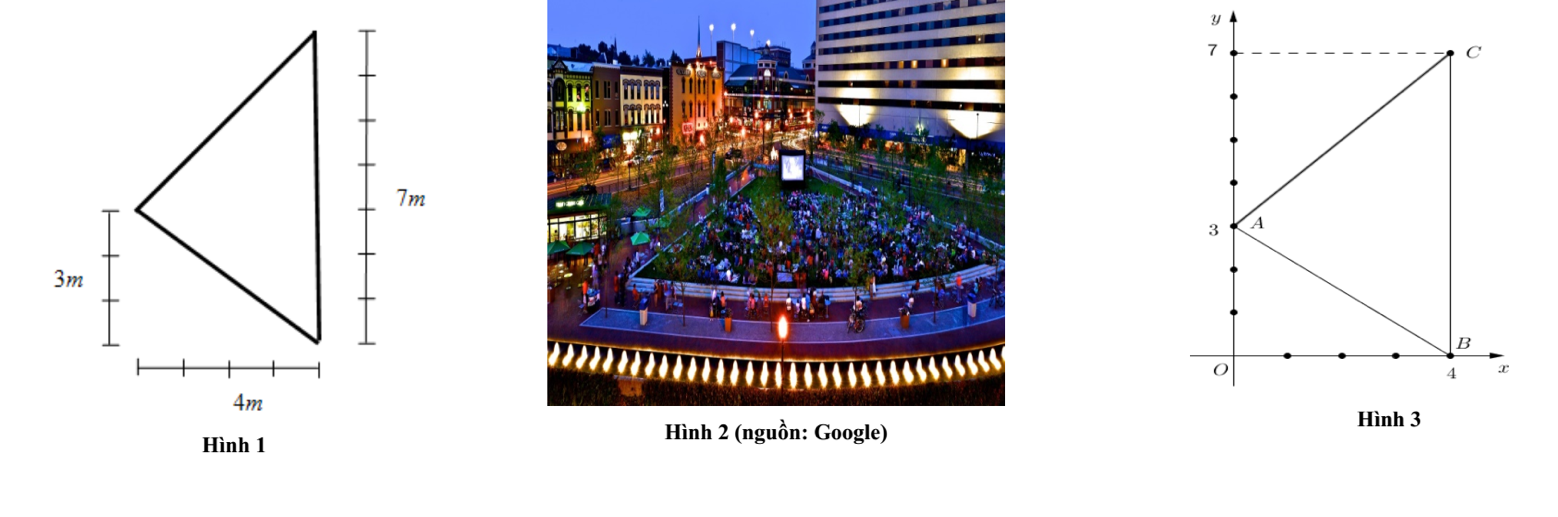 3m
7m
4m
Hình 1
Hình 2 (nguồn: Google)
y
7
C
3
A
B
O
4
x
Hình 3